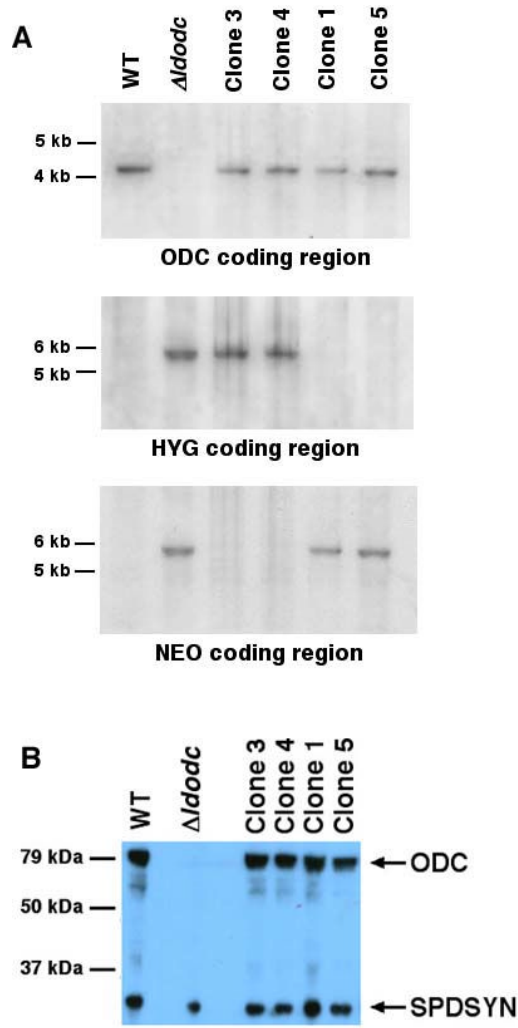 A
WT
Δldodc
Clone 3
Clone 4
Clone 1
Clone 5
5 kb
4 kb
ODC coding region
6 kb
5 kb
HYG coding region
6 kb
5 kb
NEO coding region
B
WT
Δldodc
Clone 3
Clone 4
Clone 1
Clone 5
79 kDa
ODC
50 kDa
37 kDa
SPDSYN